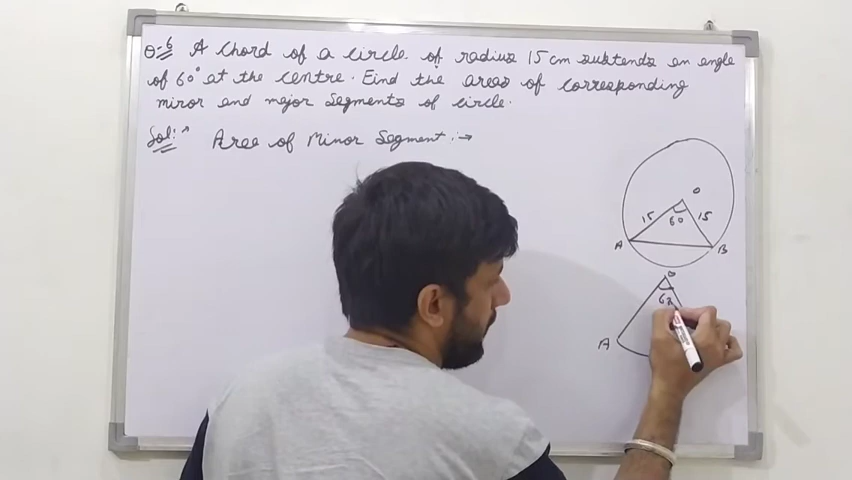 Q-6 A chord of a circle of radius 15 cm subtends an angle
of 60° at the centre. Find the areas of corresponding
minor and major segments of circle.
Sol:- Area of Minor Segment :→
O
15 60 15
A B
O
A